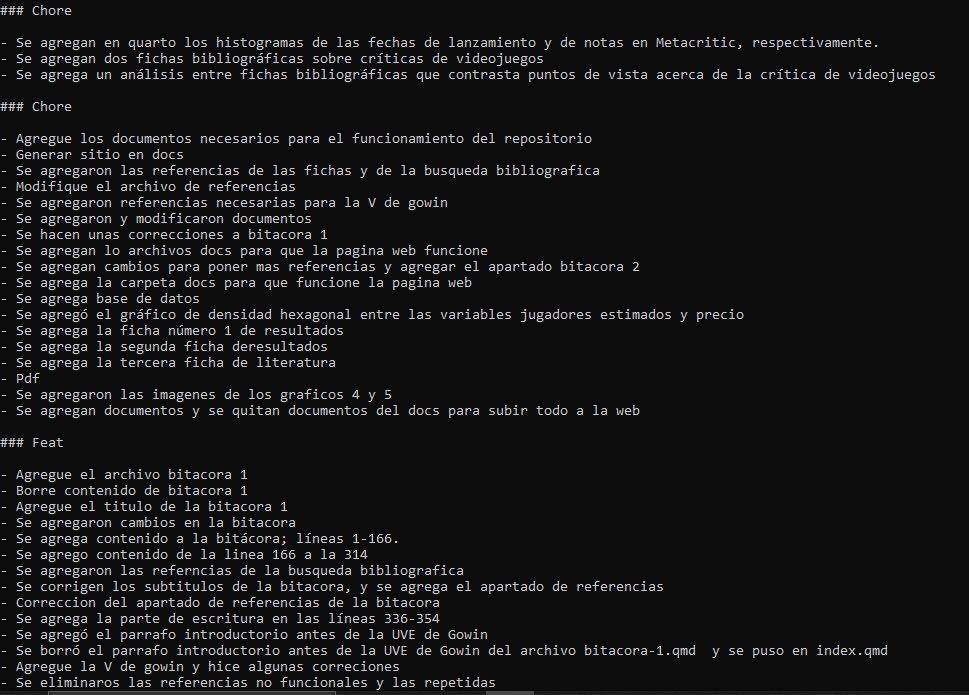 ### Chore
- Se agregan en quarto los histogramas de las fechas de lanzamiento y de notas en Metacritic, respectivamente.
- Se agregan dos fichas bibliográficas sobre críticas de videojuegos
- Se agrega un análisis entre fichas bibliográficas que contrasta puntos de vista acerca de la crítica de videojuegos
### Chore
- Agregue los documentos necesarios para el funcionamiento del repositorio
- Generar sitio en docs
- Se agregaron las referencias de las fichas y de la busqueda bibliografica
- Modifique el archivo de referencias
- Se agregaron referencias necesarias para la V de gowin
- Se agregaron y modificaron documentos
- Se hacen unas correcciones a bitacora 1
- Se agregan lo archivos docs para que la pagina web funcione
- Se agregan cambios para poner mas referencias y agregar el apartado bitacora 2
- Se agrega la carpeta docs para que funcione la pagina web
- Se agrega base de datos
- Se agregó el gráfico de densidad hexagonal entre las variables jugadores estimados y precio
- Se agrega la ficha número 1 de resultados
- Se agrega la segunda ficha deresultados
- Se agrega la tercera ficha de literatura
- Pdf
- Se agregaron las imagenes de los graficos 4 y 5
- Se agregan documentos y se quitan documentos del docs para subir todo a la web
### Feat
- Agregue el archivo bitacora 1
- Borre contenido de bitacora 1
- Agregue el titulo de la bitacora 1
- Se agregaron cambios en la bitacora
- Se agrega contenido a la bitácora; líneas 1-166.
- Se agrego contenido de la linea 166 a la 314
- Se agregaron las referncias de la busqueda bibliografica
- Se corrigen los subtitulos de la bitacora, y se agrega el apartado de referencias
- Correccion del apartado de referencias de la bitacora
- Se agrega la parte de escritura en las líneas 336-354
- Se agregó el parrafo introductorio antes de la UVE de Gowin
- Se borró el parrafo introductorio antes de la UVE de Gowin del archivo bitacora-1.qmd  y se puso en index.qmd
- Agregue la V de gowin y hice algunas correciones
- Se eliminaros las referencias no funcionales y las repetidas